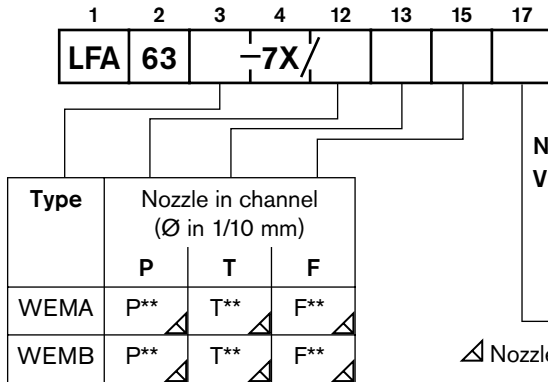 1 2 3 4 12 13 15 17
LFA 63 –7X/
N
V
Type Nozzle in channel
(Ø in 1/10 mm)
P T F
WEMA P** T** F**
WEMB P** T** F**
Nozzle